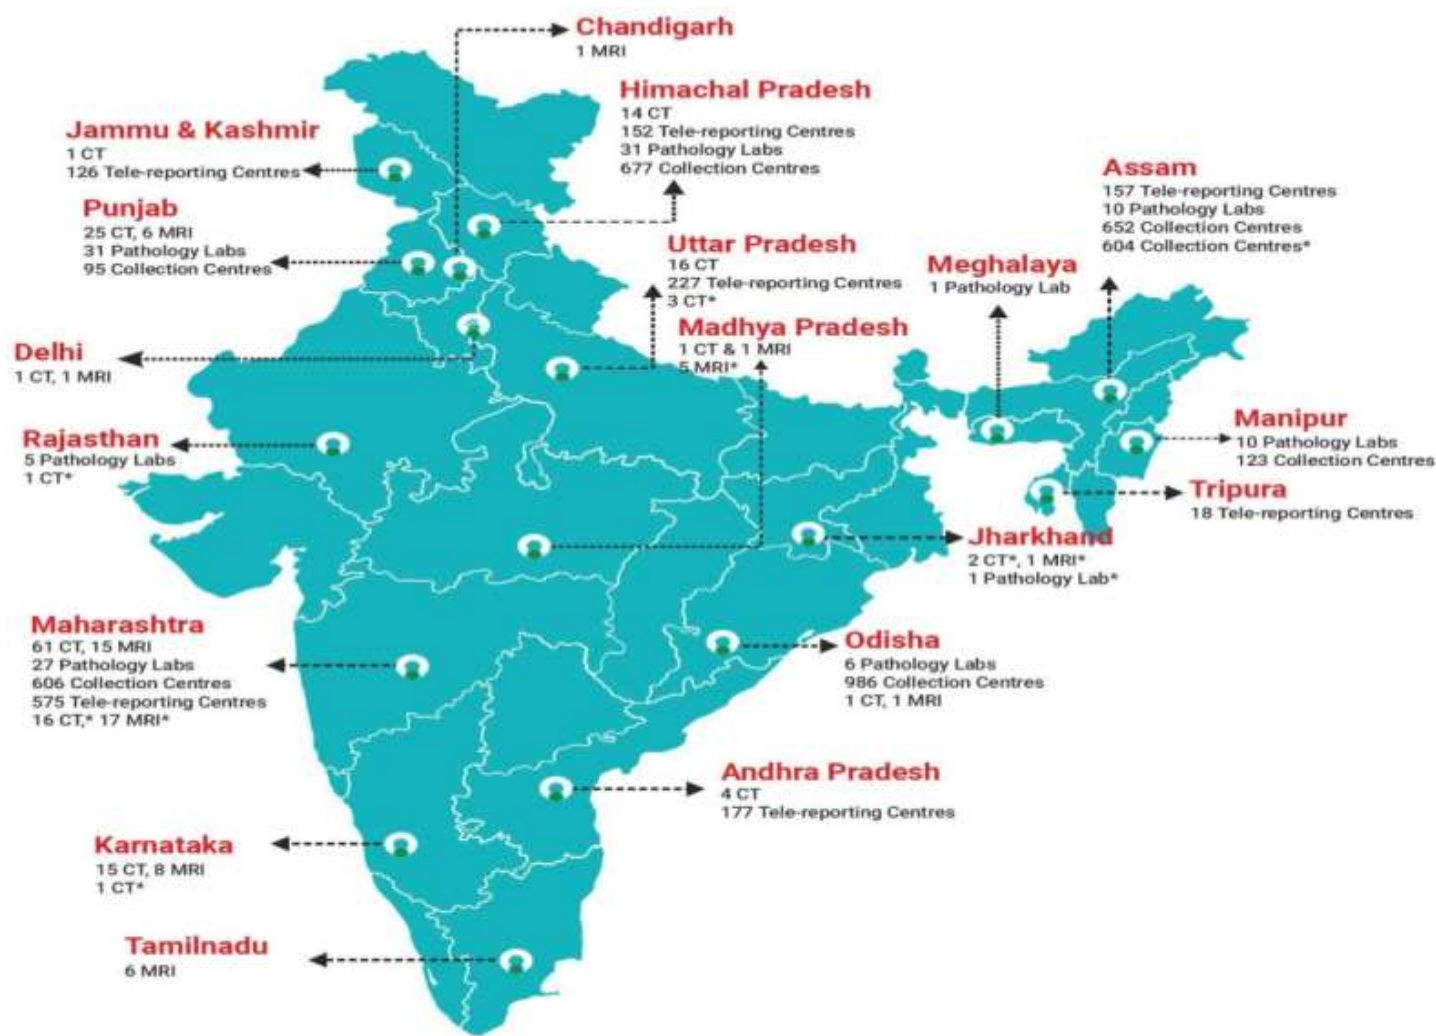 Chandigarh
1 MRI
Himachal Pradesh
14 CT
152 Tele-reporting Centres
31 Pathology Labs
677 Collection Centres
Jammu & Kashmir
1 CT
126 Tele-reporting Centres
Punjab
25 CT, 6 MRI
31 Pathology Labs
95 Collection Centres
Assam
157 Tele-reporting Centres
10 Pathology Labs
652 Collection Centres
604 Collection Centres*
Uttar Pradesh
16 CT
227 Tele-reporting Centres
3 CT*
Meghalaya
1 Pathology Lab
Madhya Pradesh
1 CT & 1 MRI
5 MRI*
Delhi
1 CT, 1 MRI
Rajasthan
5 Pathology Labs
1 CT*
Manipur
10 Pathology Labs
123 Collection Centres
Tripura
18 Tele-reporting Centres
Jharkhand
2 CT*, 1 MRI*
1 Pathology Lab*
Maharashtra
61 CT, 15 MRI
27 Pathology Labs
606 Collection Centres
575 Tele-reporting Centres
16 CT,* 17 MRI*
Odisha
6 Pathology Labs
986 Collection Centres
1 CT, 1 MRI
Andhra Pradesh
4 CT
177 Tele-reporting Centres
Karnataka
15 CT, 8 MRI
1 CT*
Tamilnadu
6 MRI